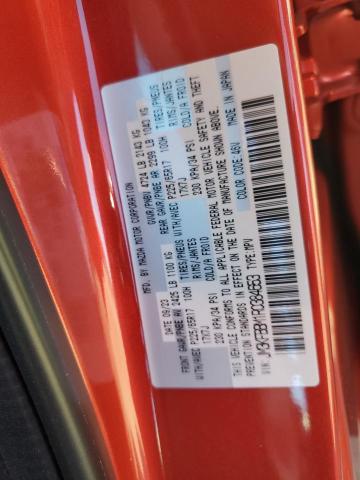 MFD. BY MAZDA MOTOR CORPORATION
DATE 09/23 GVWR/PNBV 4724 LB 2143 KG
FRONT GAWR/PNBE AV 2425 LB 1100 KG REAR GAWR/PNBE AR 2299 LB 1043 KG
TIRES/PNEUS WITH/AVEC P225/65R17 100H TIRES/PNEUS WITH/AVEC P225/65R17 100H
RIMS/JANTES 17X7J RIMS/JANTES 17X7J
COLD/A FROID 230 KPA/34 PSI COLD/A FROID 230 KPA/34 PSI
THIS VEHICLE CONFORMS TO ALL APPLICABLE FEDERAL MOTOR VEHICLE SAFETY AND THEFT
PREVENTION STANDARDS IN EFFECT ON THE DATE OF MANUFACTURE SHOWN ABOVE.
TYPE:MPV COLOR CODE:46V MADE IN JAPAN
VIN: